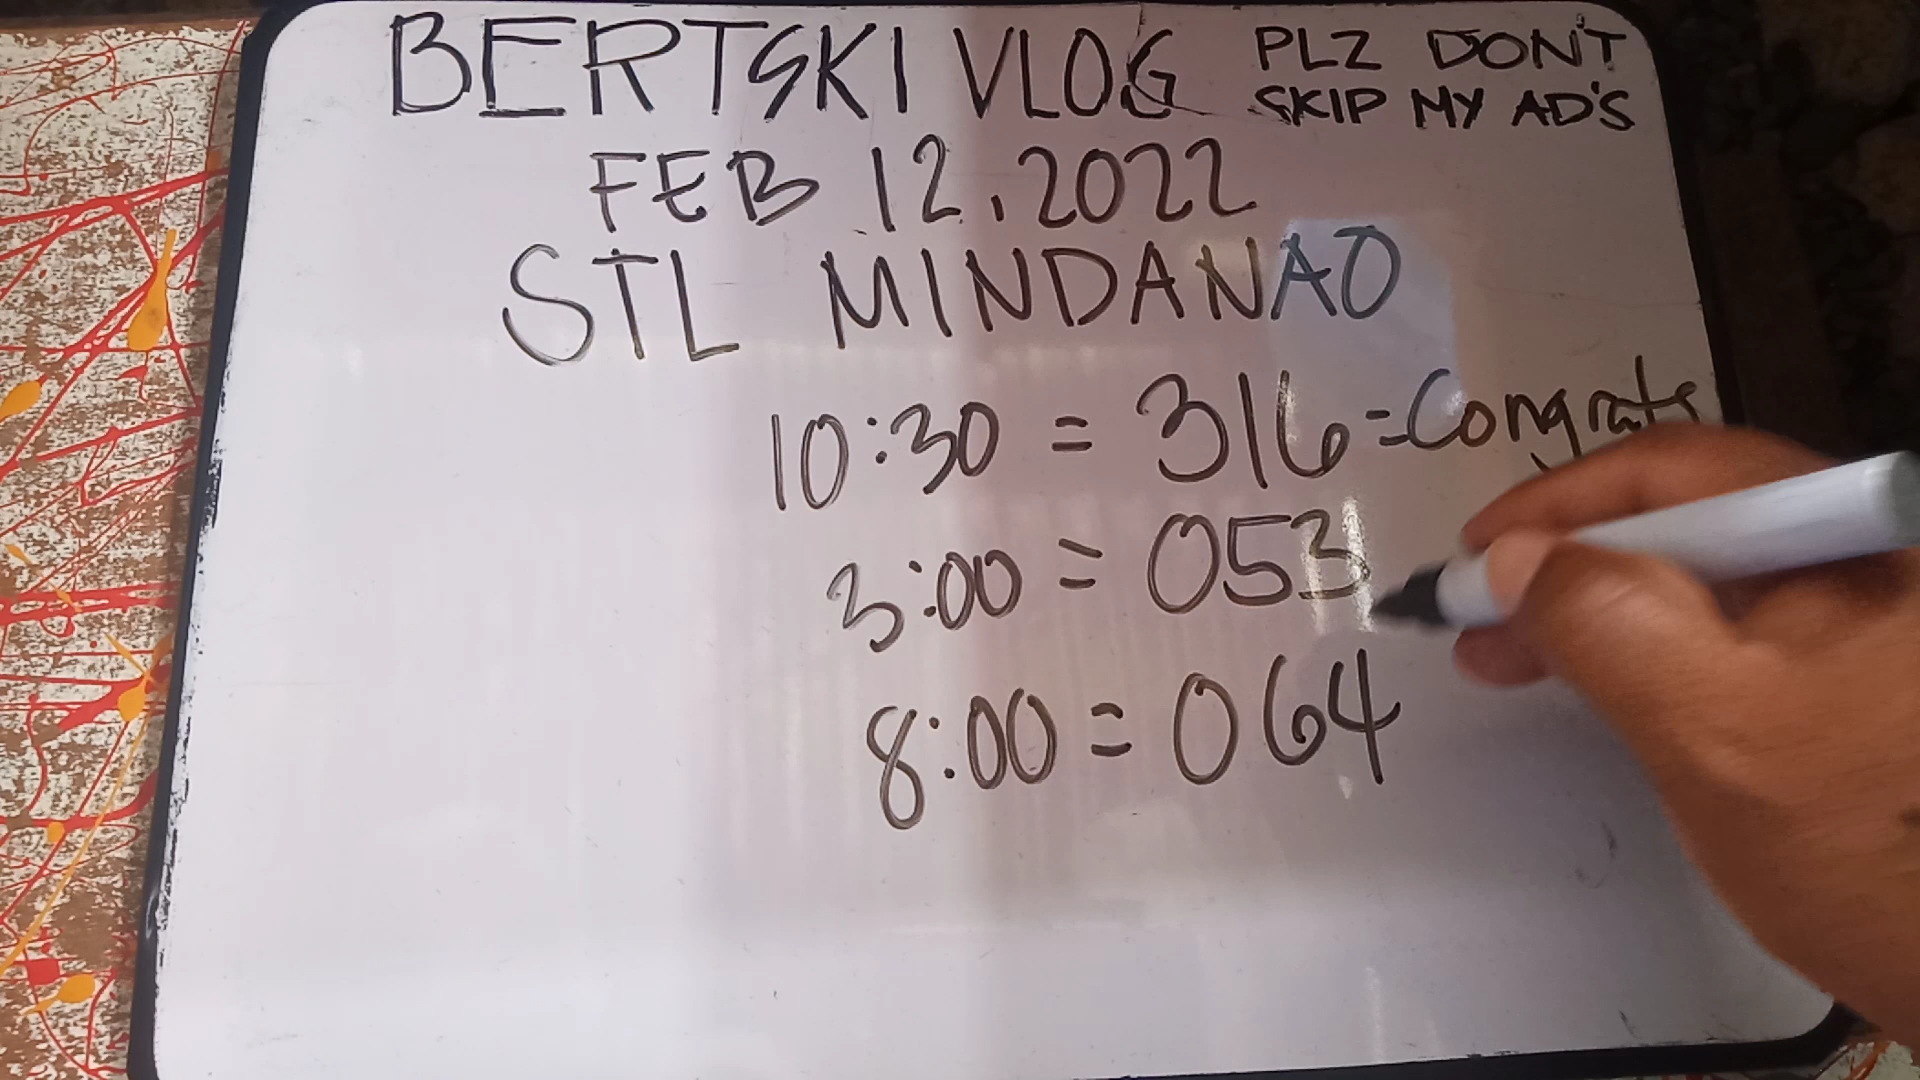 BERTSKI VLOG
PLZ DON'T
SKIP MY AD'S
FEB 12, 2022
STL MINDANAO
10:30 = 316 = Congrats
3:00 = 053
8:00 = 064